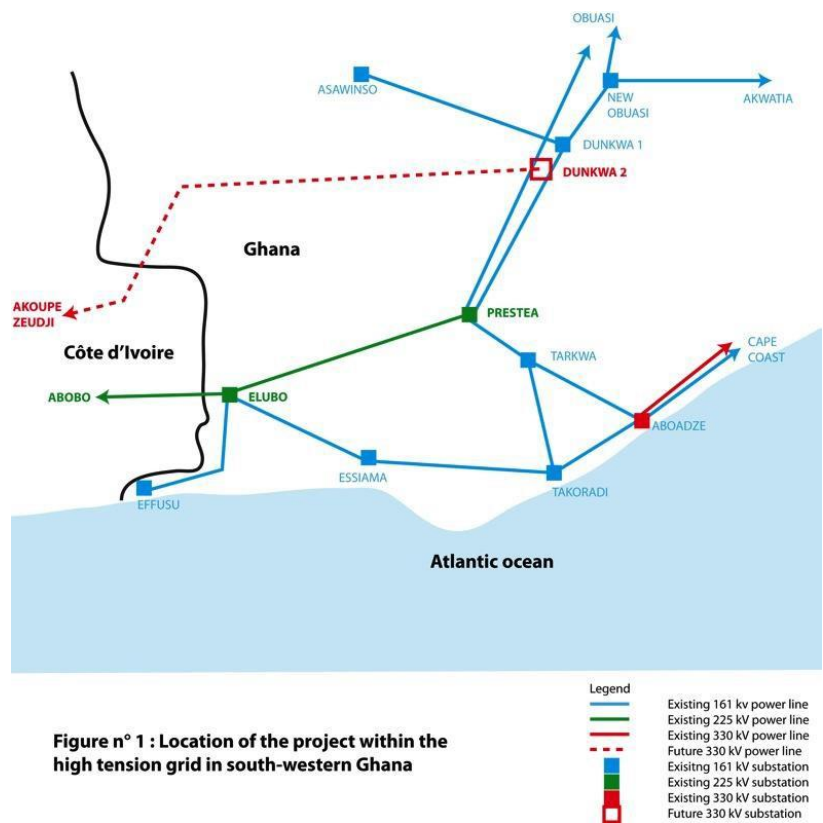 OBUASI
ASAWINSO
NEW
OBUASI
AKWATIA
DUNKWA 1
DUNKWA 2
Ghana
AKOUPE
ZEUDJI
PRESTEA
Côte d'Ivoire
TARKWA
CAPE
COAST
ABOBO
ELUBO
ABOADZE
ESSIAMA
TAKORADI
EFFUSU
Atlantic ocean
Legend
Existing 161 kv power line
Existing 225 kV power line
Existing 330 kV power line
Future 330 kV power line
Exisitng 161 kV substation
Existing 225 kV substation
Existing 330 kV substation
Future 330 kV substation
Figure n° 1 : Location of the project within the
high tension grid in south-western Ghana